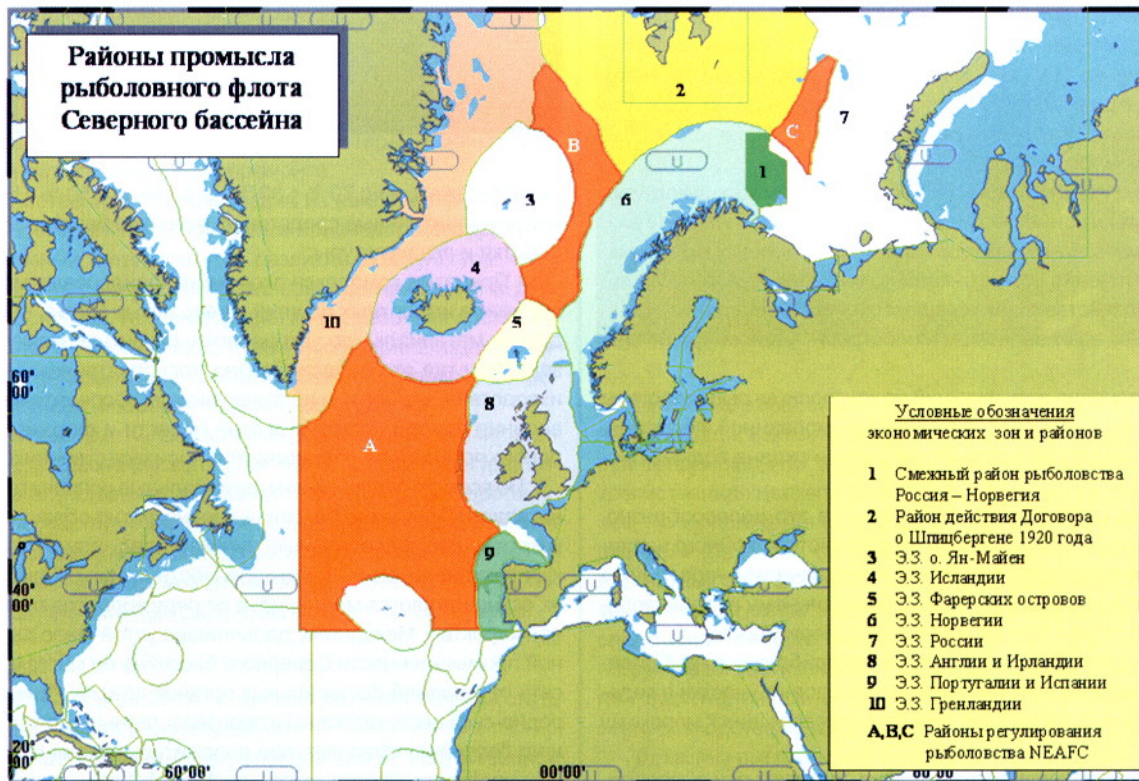 Районы промысла
рыболовного флота
Северного бассейна
U
U
U
U
U
U
U
U
U
U
2
7
C
B
1
3
6
4
10
5
60°
00'
8
A
9
40°
00'
20°
00'
60°00'
00°00'
60°00'
Условные обозначения
экономических зон и районов
1 Смежный район рыболовства
Россия – Норвегия
2 Район действия Договора
о Шпицбергене 1920 года
3 Э.З. о. Ян-Майен
4 Э.З. Исландии
5 Э.З. Фарерских островов
6 Э.З. Норвегии
7 Э.З. России
8 Э.З. Англии и Ирландии
9 Э.З. Португалии и Испании
10 Э.З. Гренландии
A,B,C Районы регулирования
рыболовства NEAFC